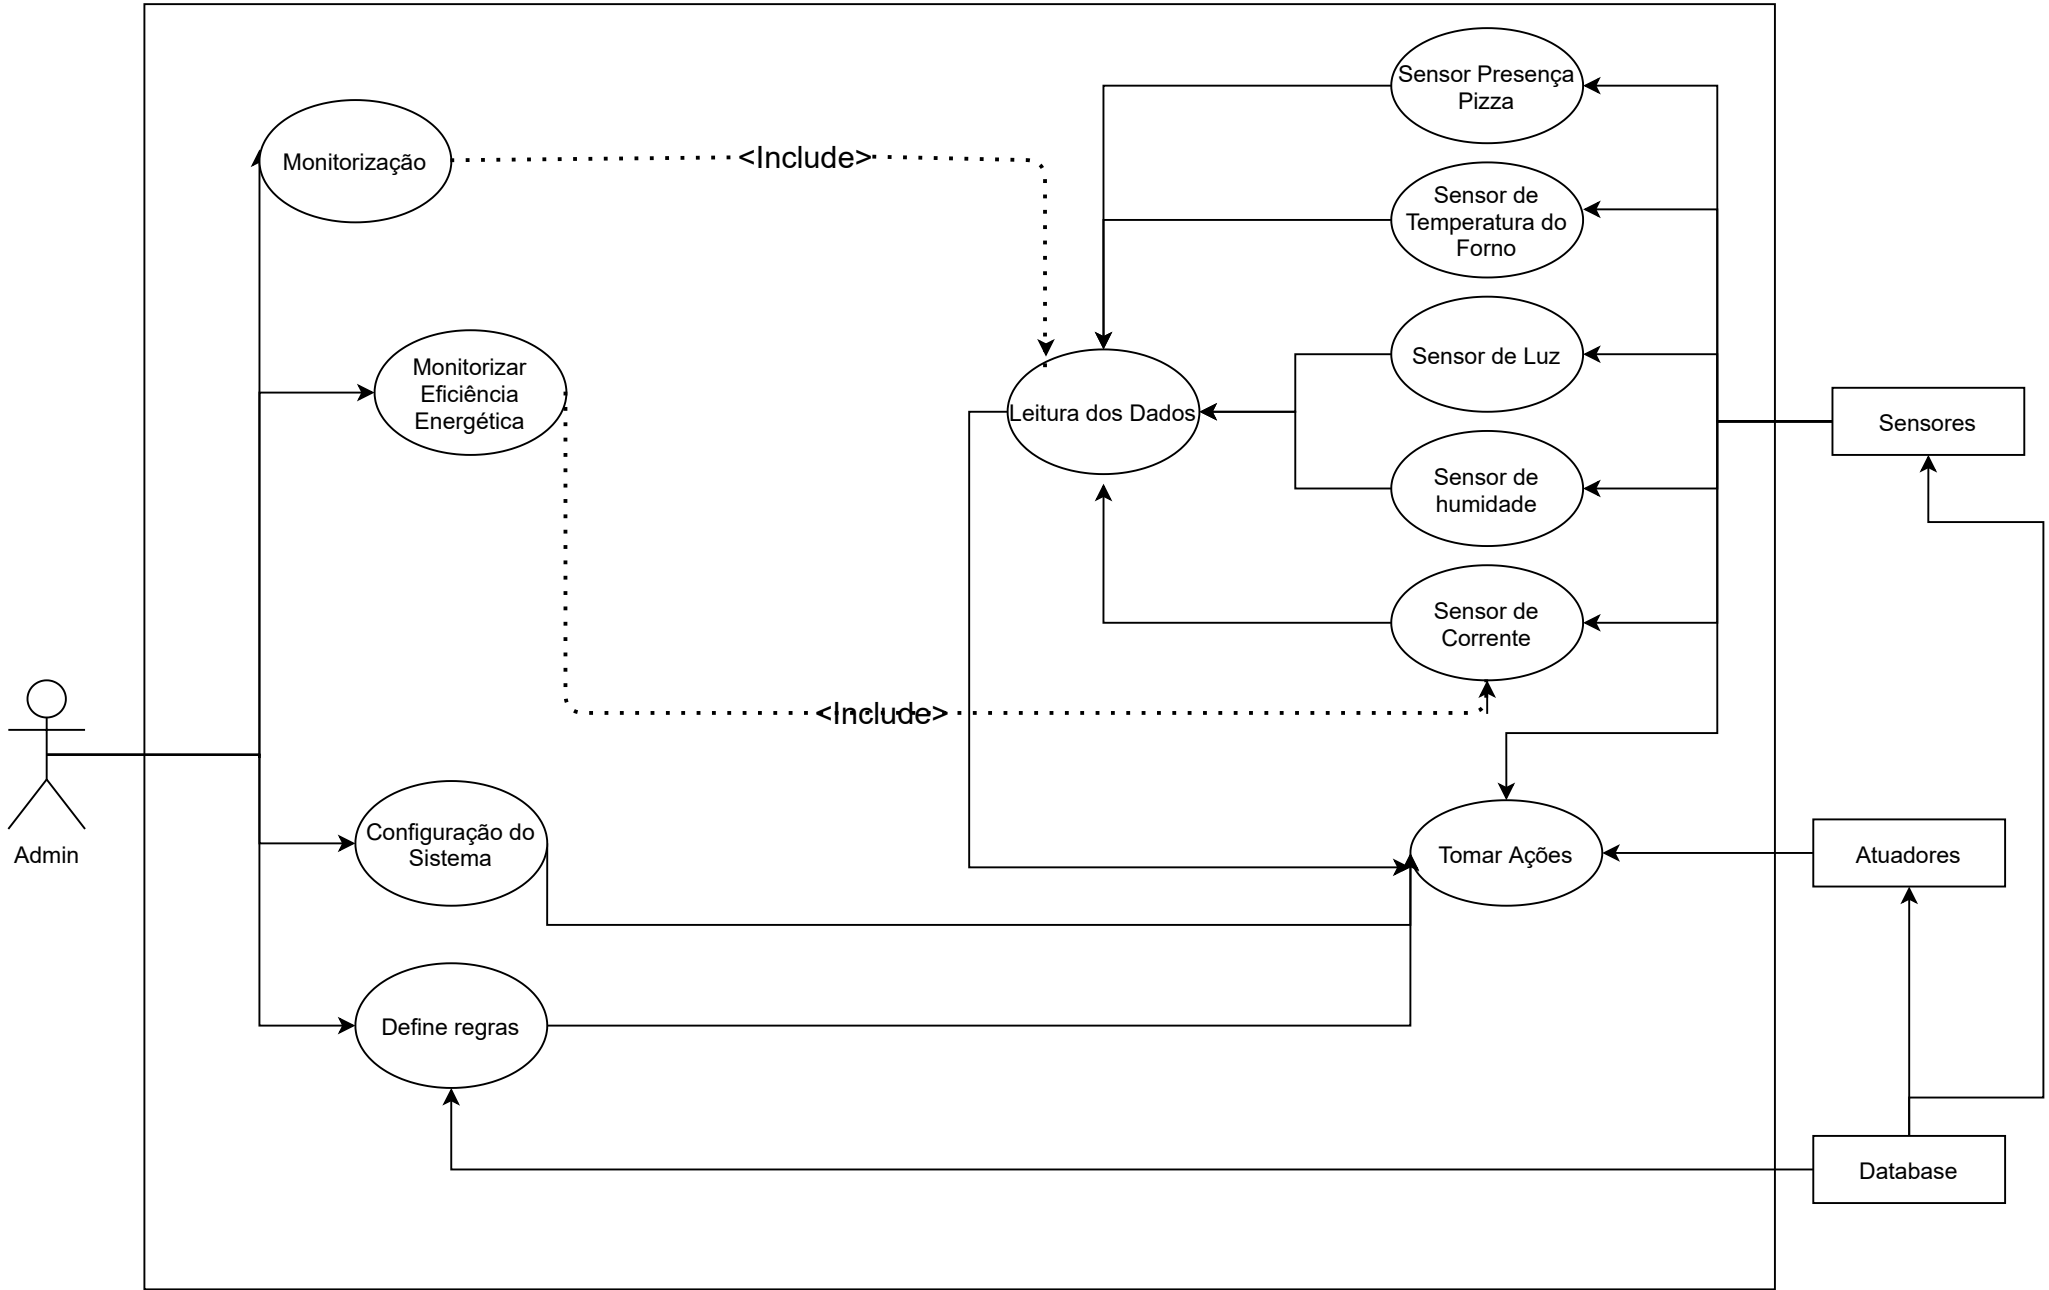 Sensor Presença
Pizza
Monitorização
<Include>
Sensor de
Temperatura do
Forno
Monitorizar
Eficiência
Energética
Sensor de Luz
Leitura dos Dados
Sensores
Sensor de
humidade
Sensor de
Corrente
<Include>
Configuração do
Sistema
Admin
Tomar Ações
Atuadores
Define regras
Database